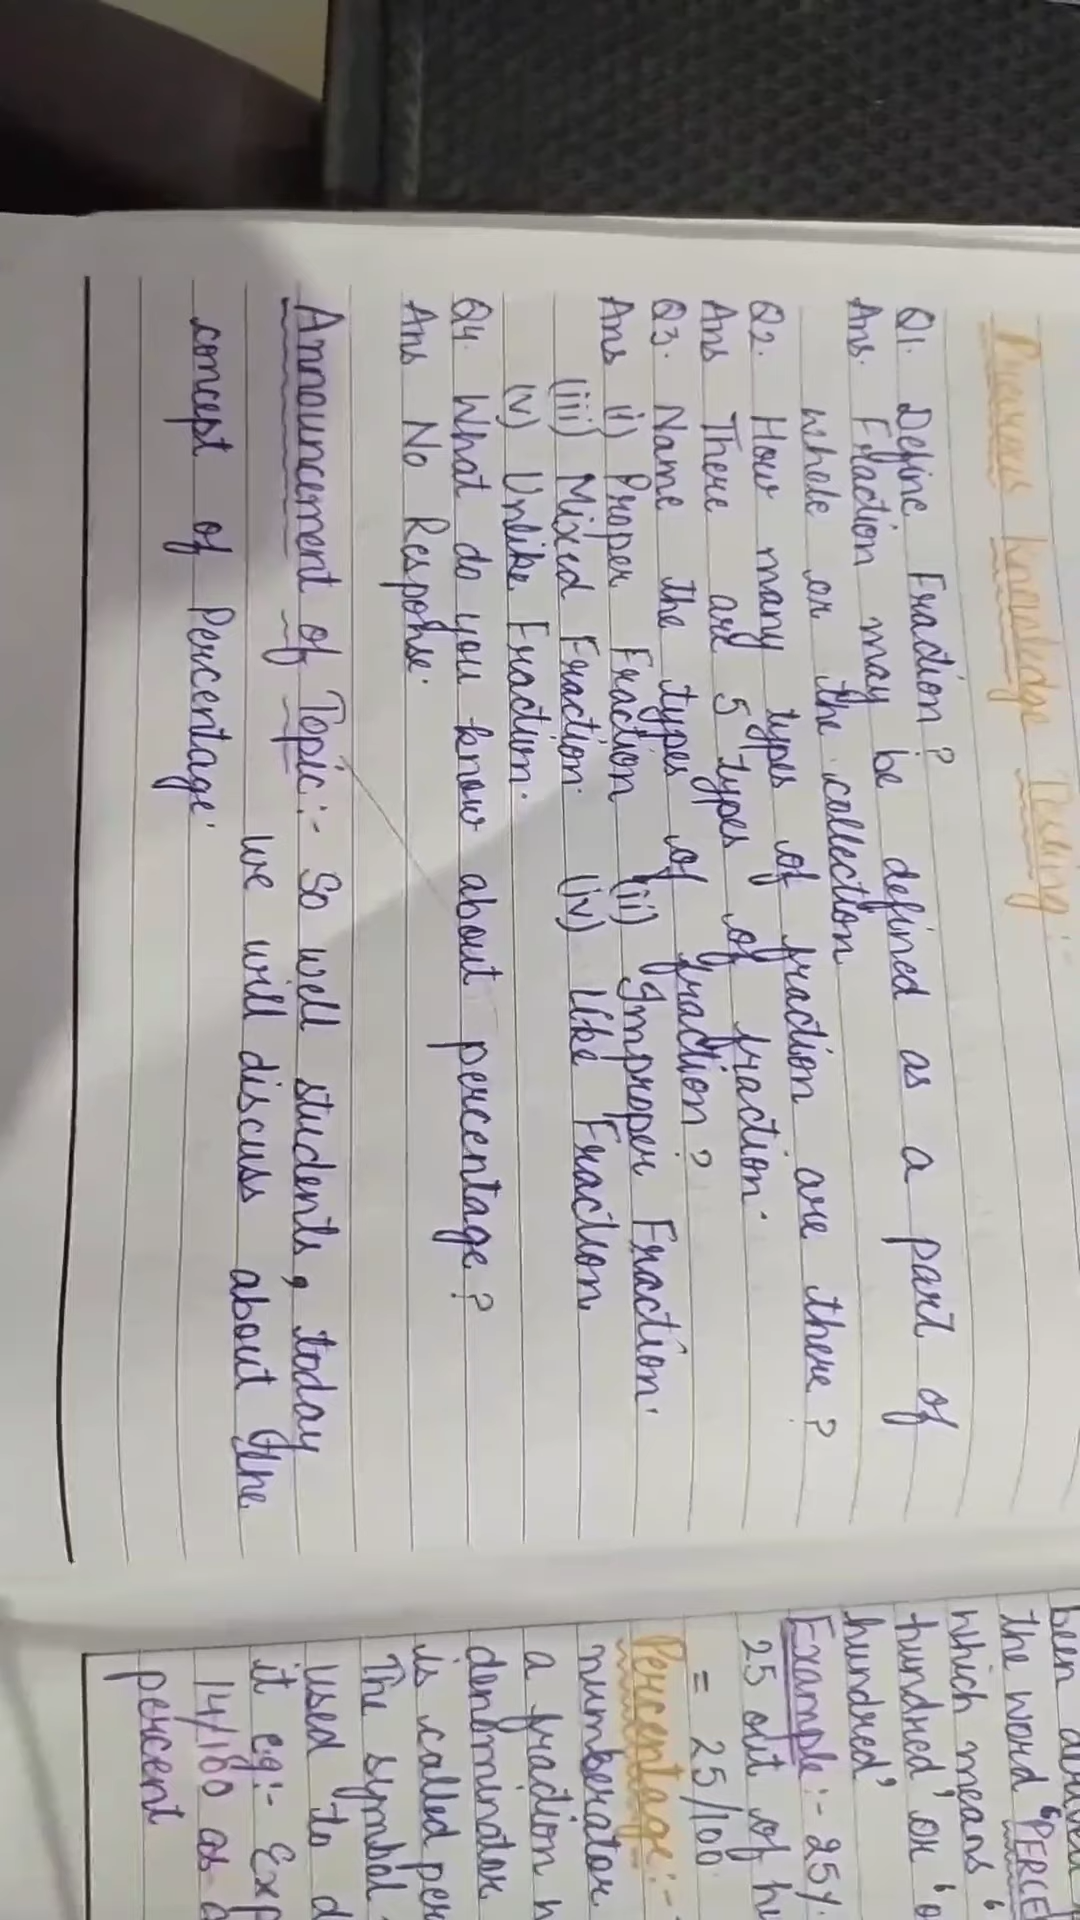 Previous Knowledge Testing:-
Q1. Define Fraction?
Ans. Fraction may be defined as a part of
whole or the collection
Q2. How many types of fraction are there?
Ans There are 5 types of fraction.
Q3. Name the types of fraction?
Ans (i) Proper Fraction (ii) Improper Fraction.
(iii) Mixed Fraction. (iv) Like Fraction
(v) Unlike Fraction.
Q4. What do you know about percentage?
Ans No Response.
Announcement of Topic:- So well students, today
we will discuss about the
concept of Percentage.
been
the word "PERCE
which means "
hundred' or 'o
hundred'
Example:- 25%.
25 out of hu
= 25/100.
Percentage:-
numberator
a fraction
denominator
is called per
The symbol
used to d
it eg:- Exp
14/100 as a
percent